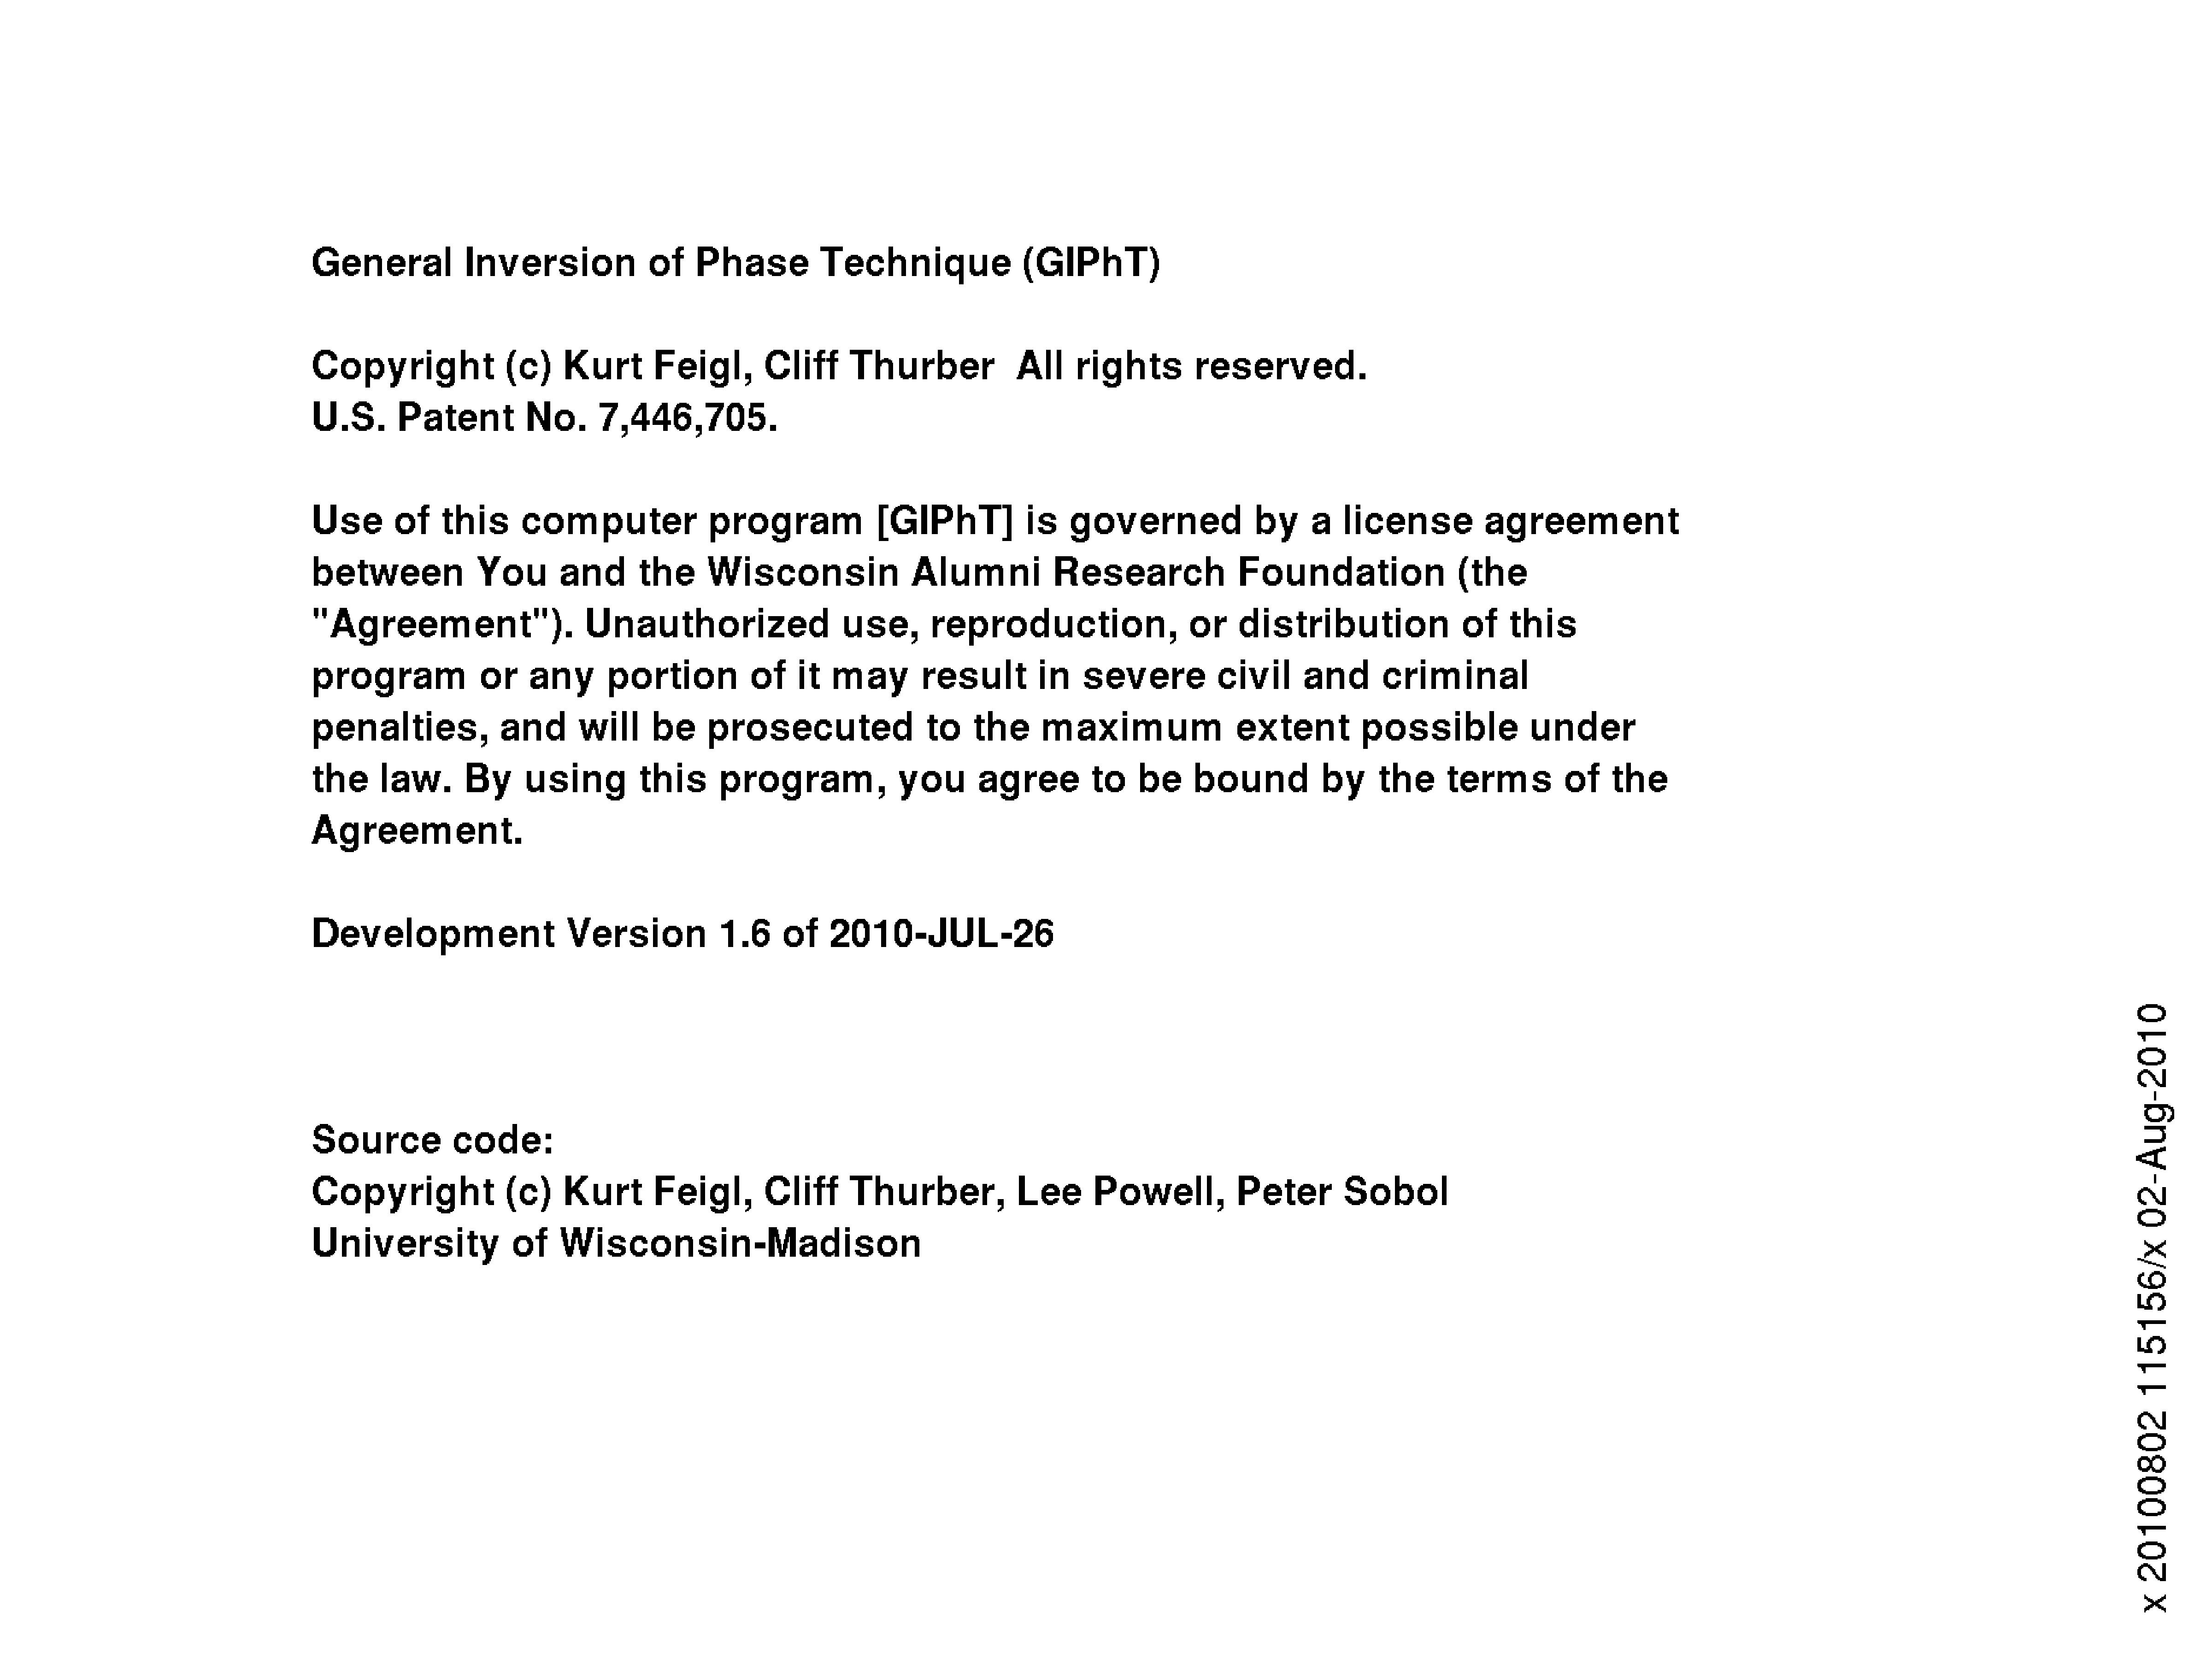 General Inversion of Phase Technique (GIPhT)
Copyright (c) Kurt Feigl, Cliff Thurber  All rights reserved.
U.S. Patent No. 7,446,705.
Use of this computer program [GIPhT] is governed by a license agreement
between You and the Wisconsin Alumni Research Foundation (the
"Agreement"). Unauthorized use, reproduction, or distribution of this
program or any portion of it may result in severe civil and criminal
penalties, and will be prosecuted to the maximum extent possible under
the law. By using this program, you agree to be bound by the terms of the
Agreement.
Development Version 1.6 of 2010-JUL-26
Source code:
Copyright (c) Kurt Feigl, Cliff Thurber, Lee Powell, Peter Sobol
University of Wisconsin-Madison
x 20100802 115156/x 02-Aug-2010